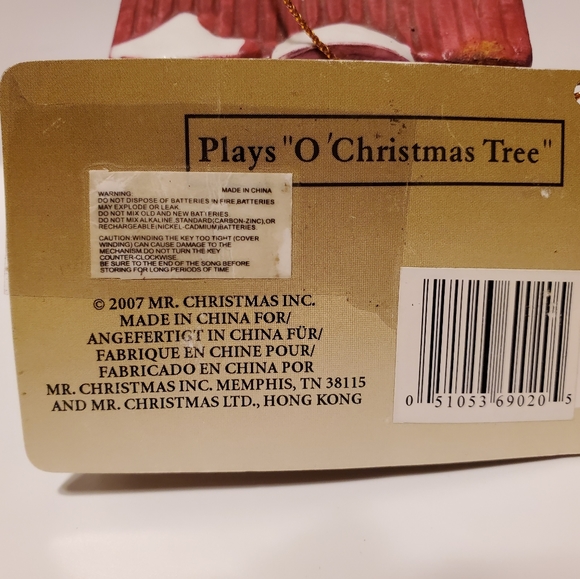 Plays "O 'Christmas Tree"
WARNING: MADE IN CHINA
DO NOT DISPOSE OF BATTERIES IN FIRE.BATTERIES
MAY EXPLODE OR LEAK.
DO NOT MIX OLD AND NEW BATTERIES.
DO NOT MIX ALKALINE,STANDARD(CARBON-ZINC),OR
RECHARGEABLE(NICKEL-CADMIUM)BATTERIES.
CAUTION:WINDING THE KEY TOO TIGHT (COVER
WINDING) CAN CAUSE DAMAGE TO THE
MECHANISM DO NOT TURN THE KEY
COUNTER-CLOCKWISE.
BE SURE TO THE END OF THE SONG BEFORE
STORING FOR LONG PERIODS OF TIME
© 2007 MR. CHRISTMAS INC.
MADE IN CHINA FOR/
ANGEFERTIGT IN CHINA FÜR/
FABRIQUE EN CHINE POUR/
FABRICADO EN CHINA POR
MR. CHRISTMAS INC. MEMPHIS, TN 38115
AND MR. CHRISTMAS LTD., HONG KONG
0 51053 69020 5